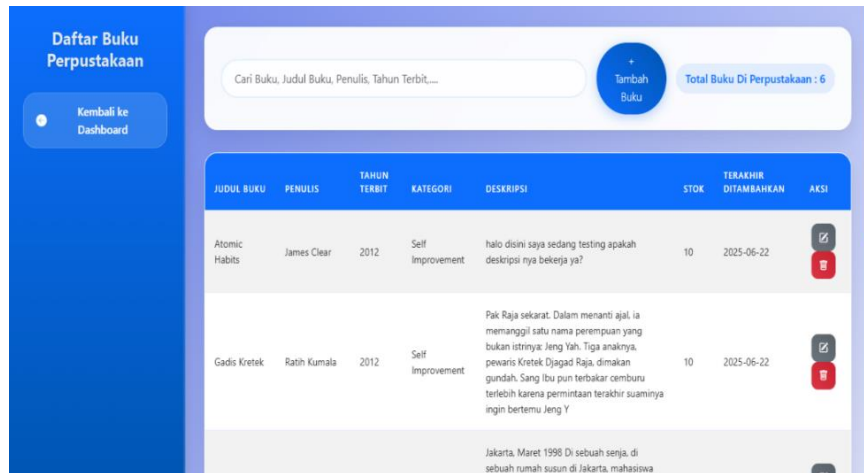 Daftar Buku
Perpustakaan
Kembali ke
Dashboard
Cari Buku, Judul Buku, Penulis, Tahun Terbit,....
+
Tambah
Buku
Total Buku Di Perpustakaan : 6
JUDUL BUKU PENULIS TAHUN TERBIT KATEGORI DESKRIPSI STOK TERAKHIR DITAMBAHKAN AKSI
Atomic
Habits
James Clear
2012
Self
Improvement
halo disini saya sedang testing apakah
deskripsi nya bekerja ya?
10
2025-06-22
Gadis Kretek
Ratih Kumala
2012
Self
Improvement
Pak Raja sekarat. Dalam menanti ajal, ia
memanggil satu nama perempuan yang
bukan istrinya: Jeng Yah. Tiga anaknya,
pewaris Kretek Djagad Raja, dimakan
gundah. Sang Ibu pun terbakar cemburu
terlebih karena permintaan terakhir suaminya
ingin bertemu Jeng Y
10
2025-06-22
Jakarta, Maret 1998 Di sebuah senja, di
sebuah rumah susun di Jakarta, mahasiswa